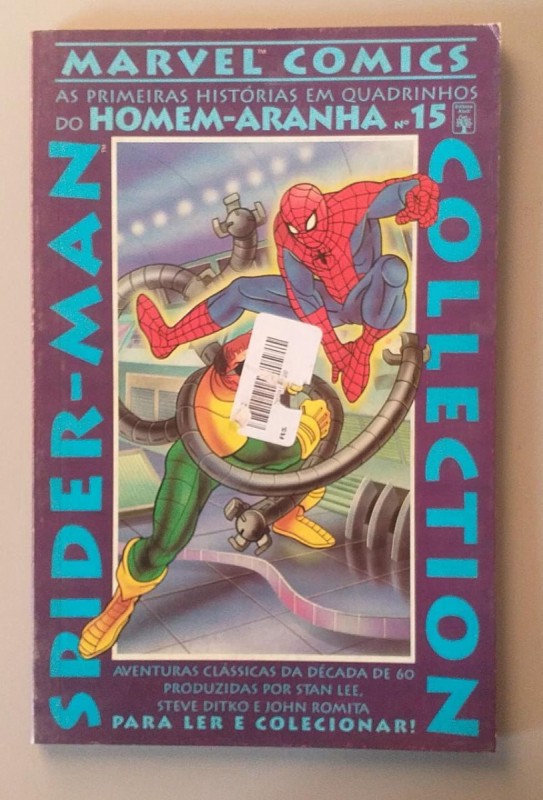 MARVEL™ COMICS
AS PRIMEIRAS HISTÓRIAS EM QUADRINHOS
DO HOMEM-ARANHA Nº 15
SPIDER-MAN
COLLECTION
AVENTURAS CLÁSSICAS DA DÉCADA DE 60
PRODUZIDAS POR STAN LEE,
STEVE DITKO E JOHN ROMITA
PARA LER E COLECIONAR!